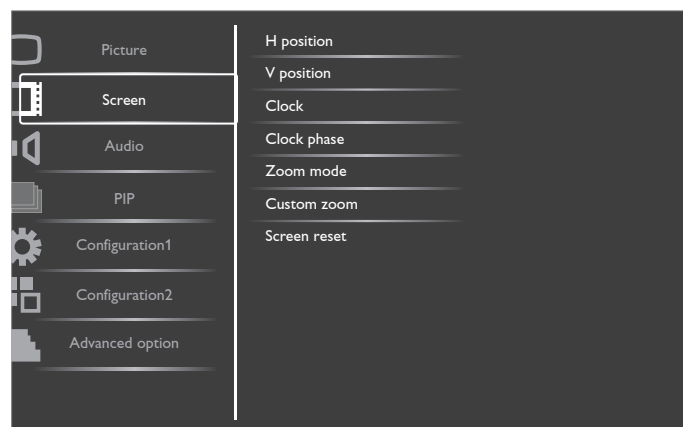 Picture
Screen
Audio
PIP
Configuration1
Configuration2
Advanced option
H position
V position
Clock
Clock phase
Zoom mode
Custom zoom
Screen reset